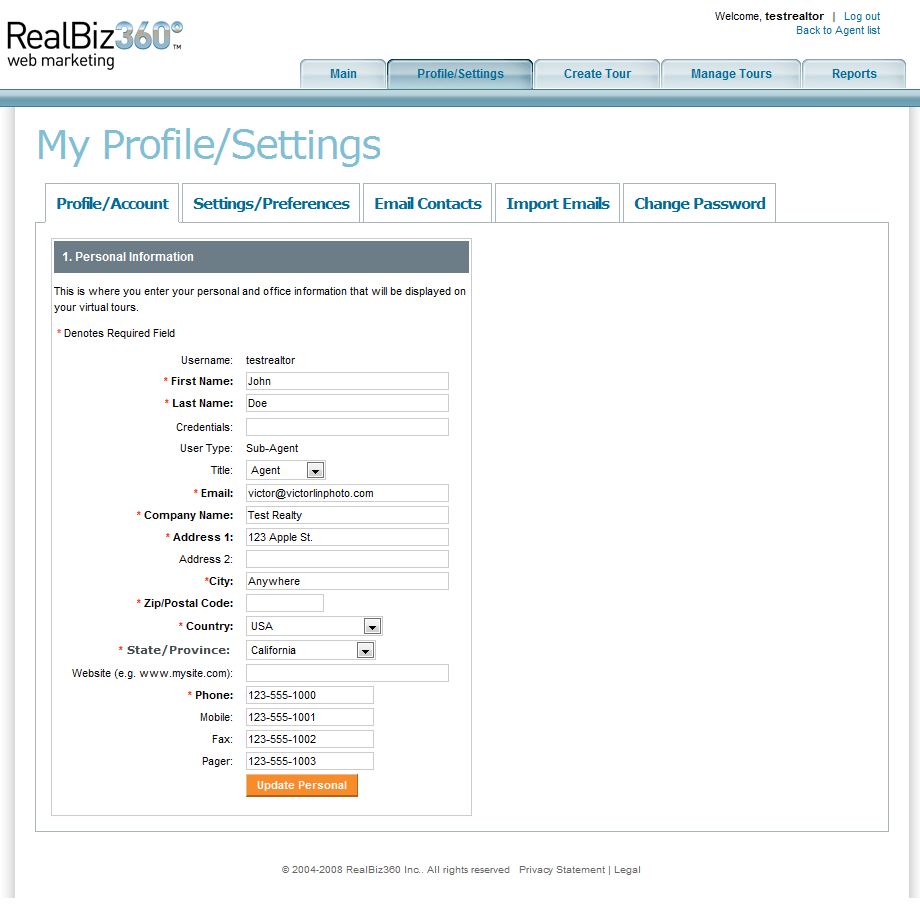 Welcome, testrealtor | Log out
Back to Agent list
RealBiz360°™
web marketing
Main Profile/Settings Create Tour Manage Tours Reports
My Profile/Settings
Profile/Account Settings/Preferences Email Contacts Import Emails Change Password
1. Personal Information
This is where you enter your personal and office information that will be displayed on
your virtual tours.
* Denotes Required Field
Username: testrealtor
* First Name: John
* Last Name: Doe
Credentials:
User Type: Sub-Agent
Title: Agent
* Email: victor@victorlinphoto.com
* Company Name: Test Realty
* Address 1: 123 Apple St.
Address 2:
*City: Anywhere
* Zip/Postal Code:
* Country: USA
* State/Province: California
Website (e.g. www.mysite.com):
* Phone: 123-555-1000
Mobile: 123-555-1001
Fax: 123-555-1002
Pager: 123-555-1003
Update Personal
© 2004-2008 RealBiz360 Inc.. All rights reserved Privacy Statement | Legal